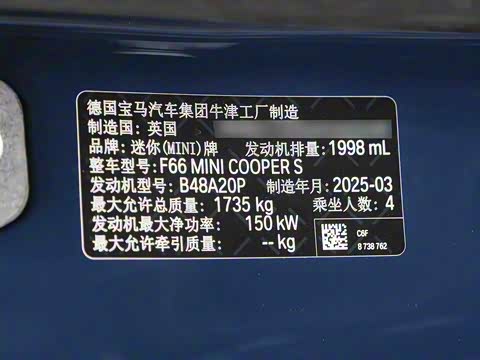 德国宝马汽车集团牛津工厂制造
制造国: 英国
品牌: 迷你(MINI)牌 发动机排量: 1998 mL
整车型号: F66 MINI COOPER S
发动机型号: B48A20P 制造年月: 2025-03
最大允许总质量: 1735 kg 乘坐人数: 4
发动机最大净功率: 150 kW
最大允许牵引质量: -- kg
C6F
8 738 762